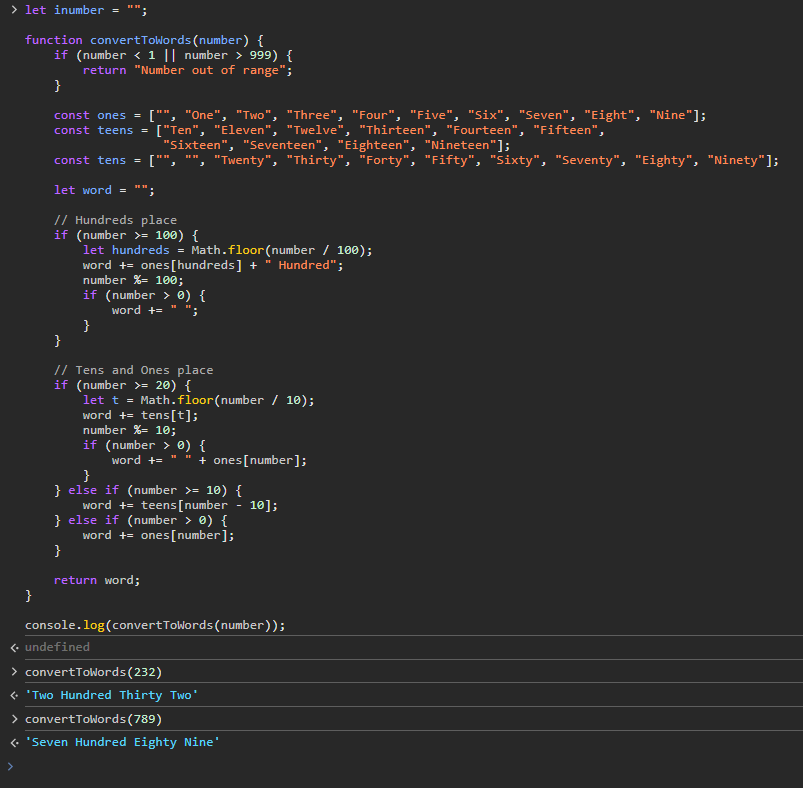 > let inumber = "";

function convertToWords(number) {
    if (number < 1 || number > 999) {
        return "Number out of range";
    }

    const ones = ["", "One", "Two", "Three", "Four", "Five", "Six", "Seven", "Eight", "Nine"];
    const teens = ["Ten", "Eleven", "Twelve", "Thirteen", "Fourteen", "Fifteen",
                   "Sixteen", "Seventeen", "Eighteen", "Nineteen"];
    const tens = ["", "", "Twenty", "Thirty", "Forty", "Fifty", "Sixty", "Seventy", "Eighty", "Ninety"];

    let word = "";

    // Hundreds place
    if (number >= 100) {
        let hundreds = Math.floor(number / 100);
        word += ones[hundreds] + " Hundred";
        number %= 100;
        if (number > 0) {
            word += " ";
        }
    }

    // Tens and Ones place
    if (number >= 20) {
        let t = Math.floor(number / 10);
        word += tens[t];
        number %= 10;
        if (number > 0) {
            word += " " + ones[number];
        }
    } else if (number >= 10) {
        word += teens[number - 10];
    } else if (number > 0) {
        word += ones[number];
    }

    return word;
}

console.log(convertToWords(number));
undefined
> convertToWords(232)
'Two Hundred Thirty Two'
> convertToWords(789)
'Seven Hundred Eighty Nine'
>